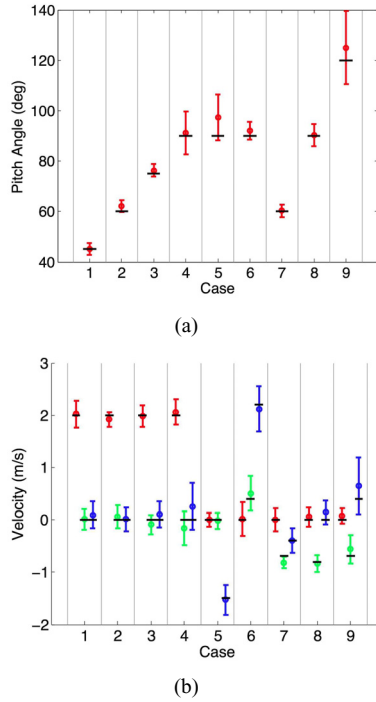 140
120
100
80
60
40
Pitch Angle (deg)
1 2 3 4 5 6 7 8 9
Case
(a)
3
2
1
0
−1
−2
Velocity (m/s)
1 2 3 4 5 6 7 8 9
Case
(b)